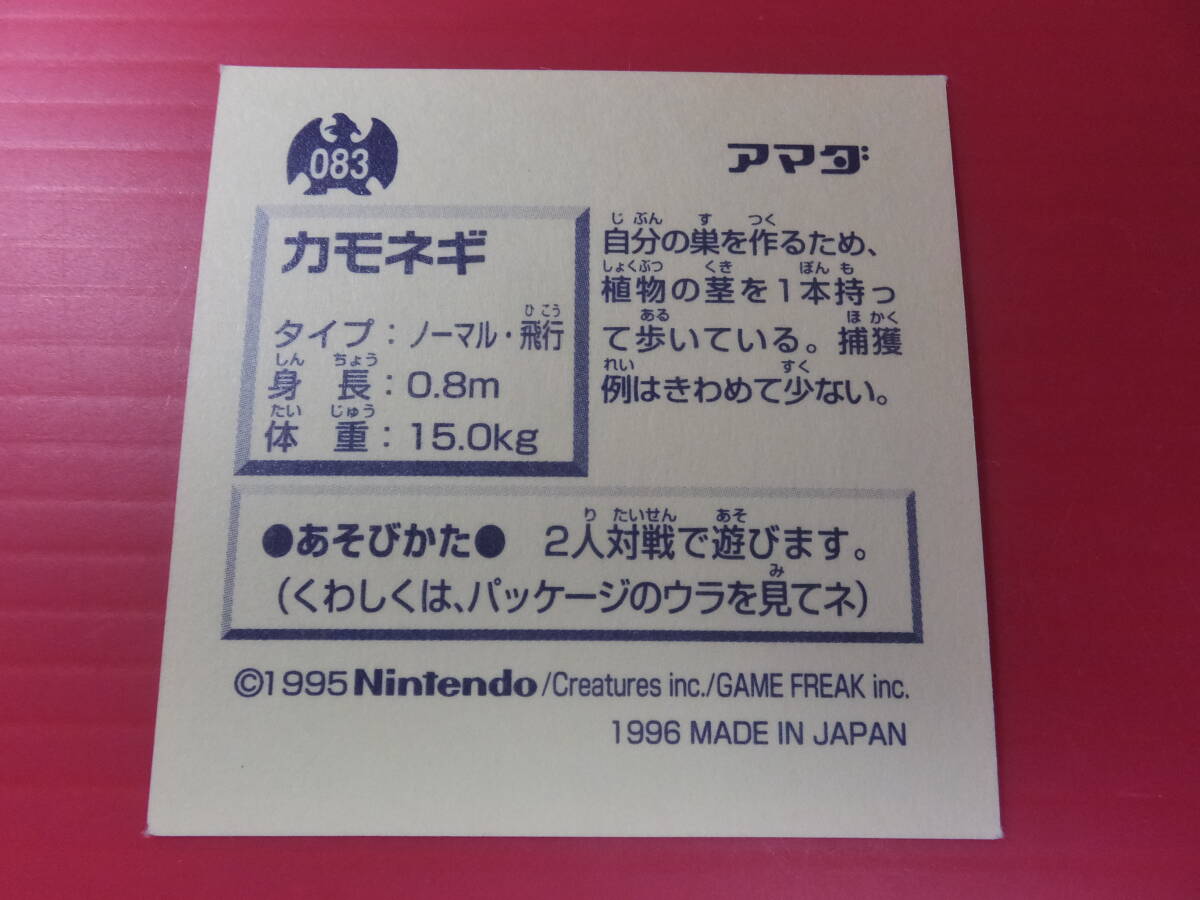 083
アマダ
カモネギ
タイプ：ノーマル・飛行
身長：0.8m
体重：15.0kg
自分の巣を作るため、
植物の茎を1本持っ
て歩いている。捕獲
例はきわめて少ない。
●あそびかた● 2人対戦で遊びます。
（くわしくは、パッケージのウラを見てネ）
©1995 Nintendo/Creatures inc./GAME FREAK inc.
1996 MADE IN JAPAN